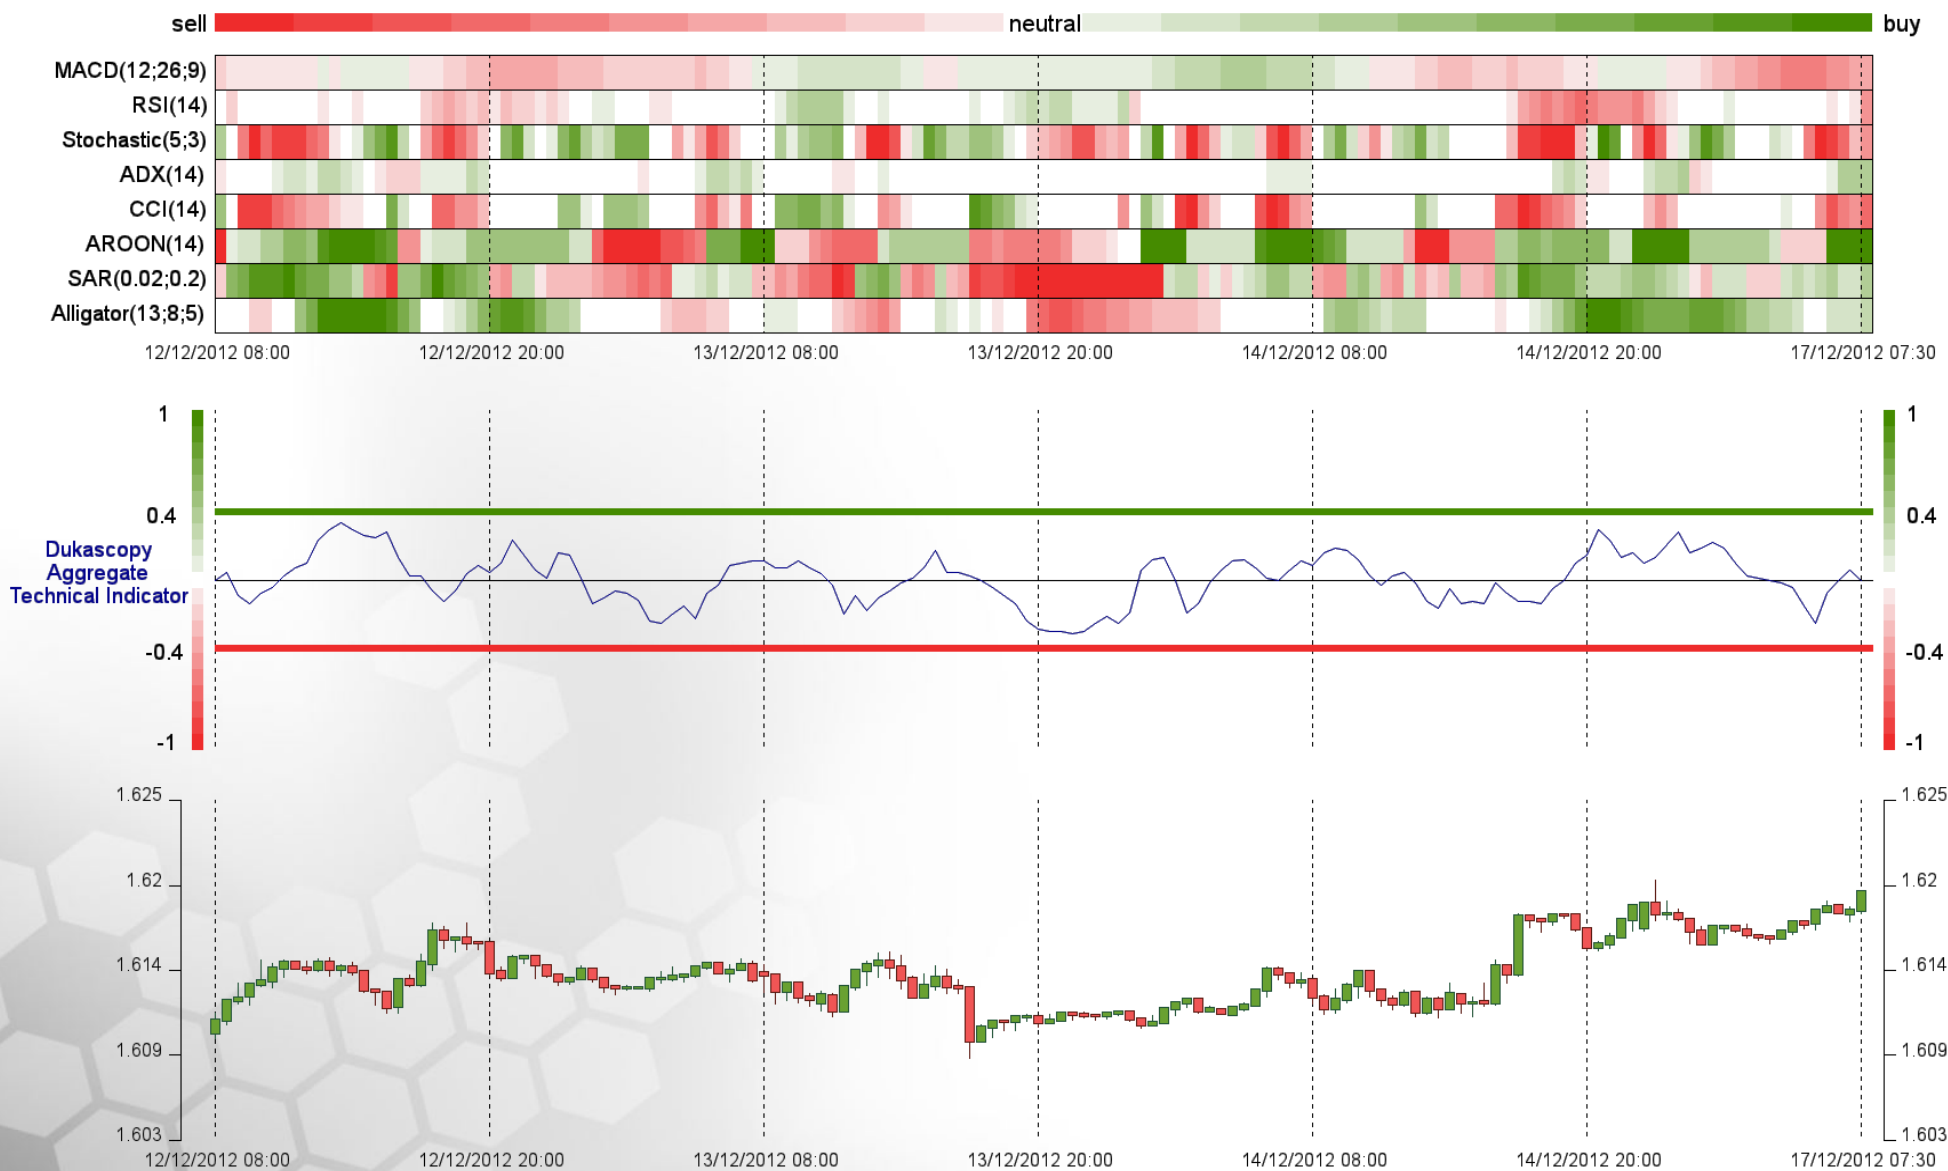 sell neutral buy
MACD(12;26;9)
RSI(14)
Stochastic(5;3)
ADX(14)
CCI(14)
AROON(14)
SAR(0.02;0.2)
Alligator(13;8;5)
12/12/2012 08:00 12/12/2012 20:00 13/12/2012 08:00 13/12/2012 20:00 14/12/2012 08:00 14/12/2012 20:00 17/12/2012 07:30
1 1
0.4 0.4
Dukascopy
Aggregate
Technical Indicator
-0.4 -0.4
-1 -1
1.625 1.625
1.62 1.62
1.614 1.614
1.609 1.609
1.603 1.603
12/12/2012 08:00 12/12/2012 20:00 13/12/2012 08:00 13/12/2012 20:00 14/12/2012 08:00 14/12/2012 20:00 17/12/2012 07:30